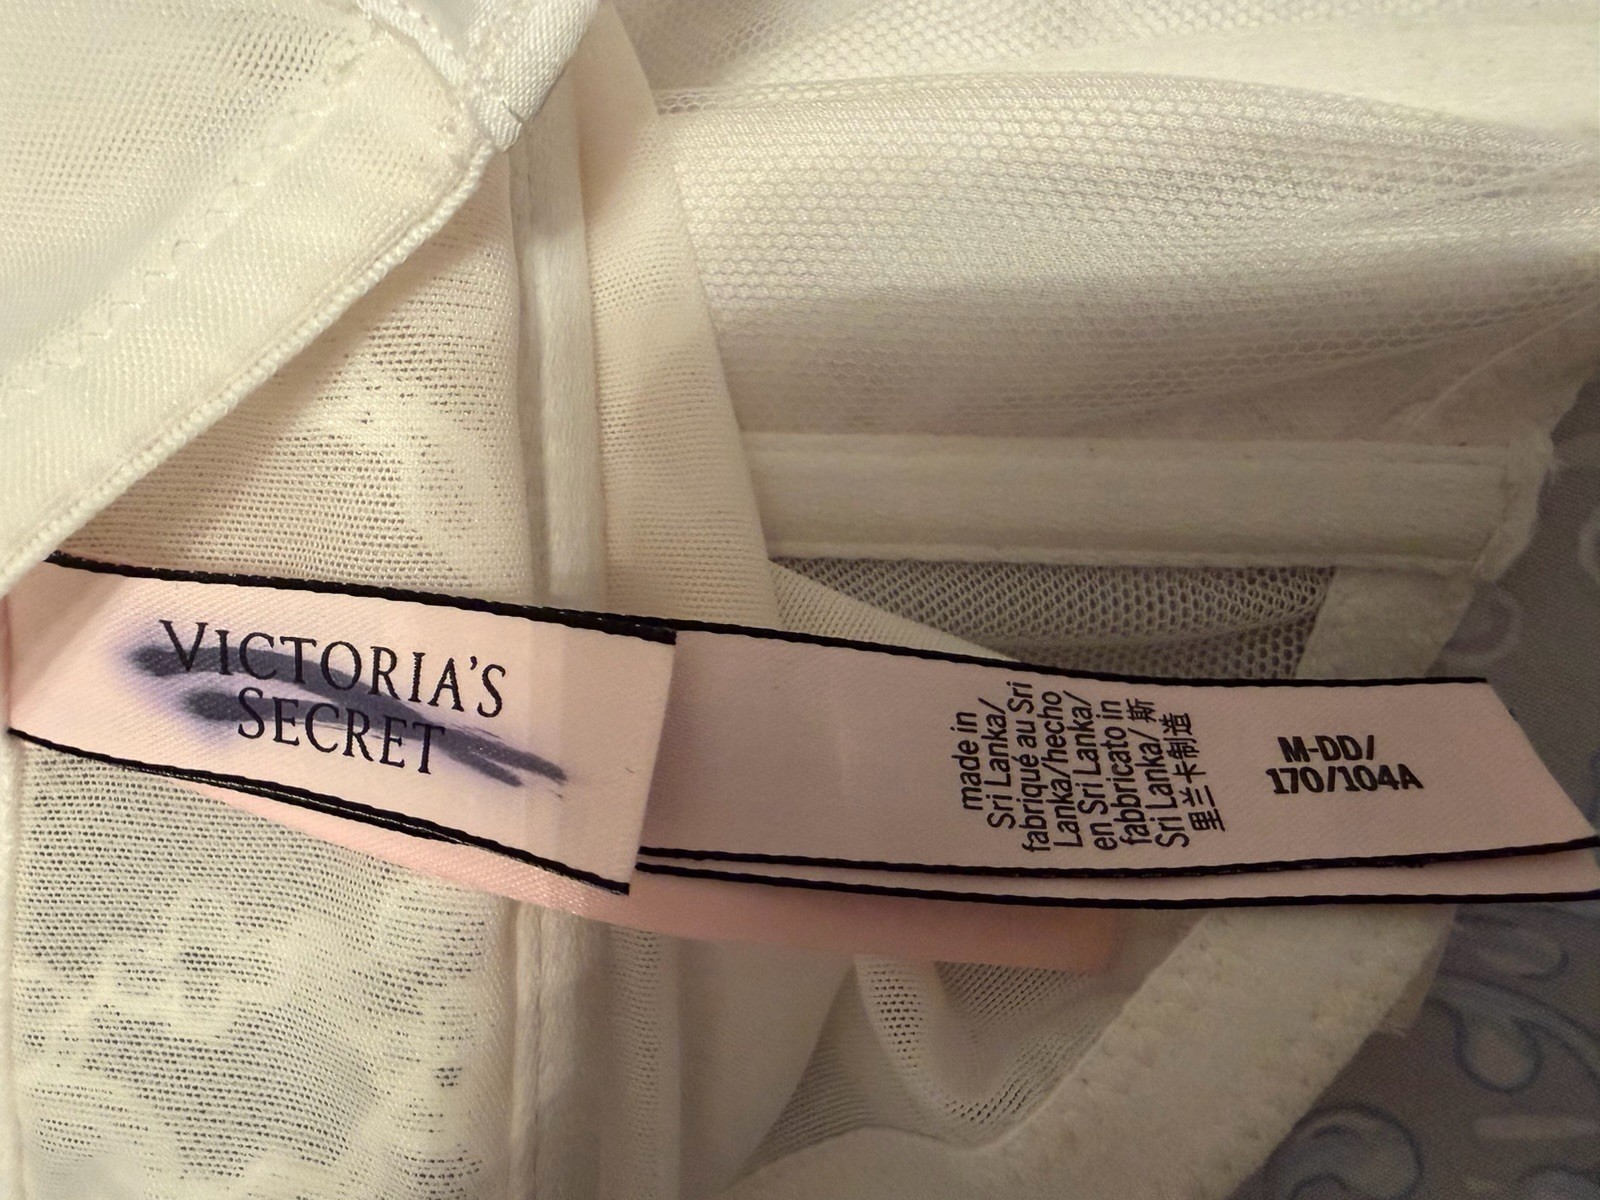 VICTORIA'S
SECRET
made in
Sri Lanka/
fabriqué au Sri
Lanka/hecho
en Sri Lanka/
fabbricato in
Sri Lanka/ 斯
里兰卡制造
M-DD/
170/104A